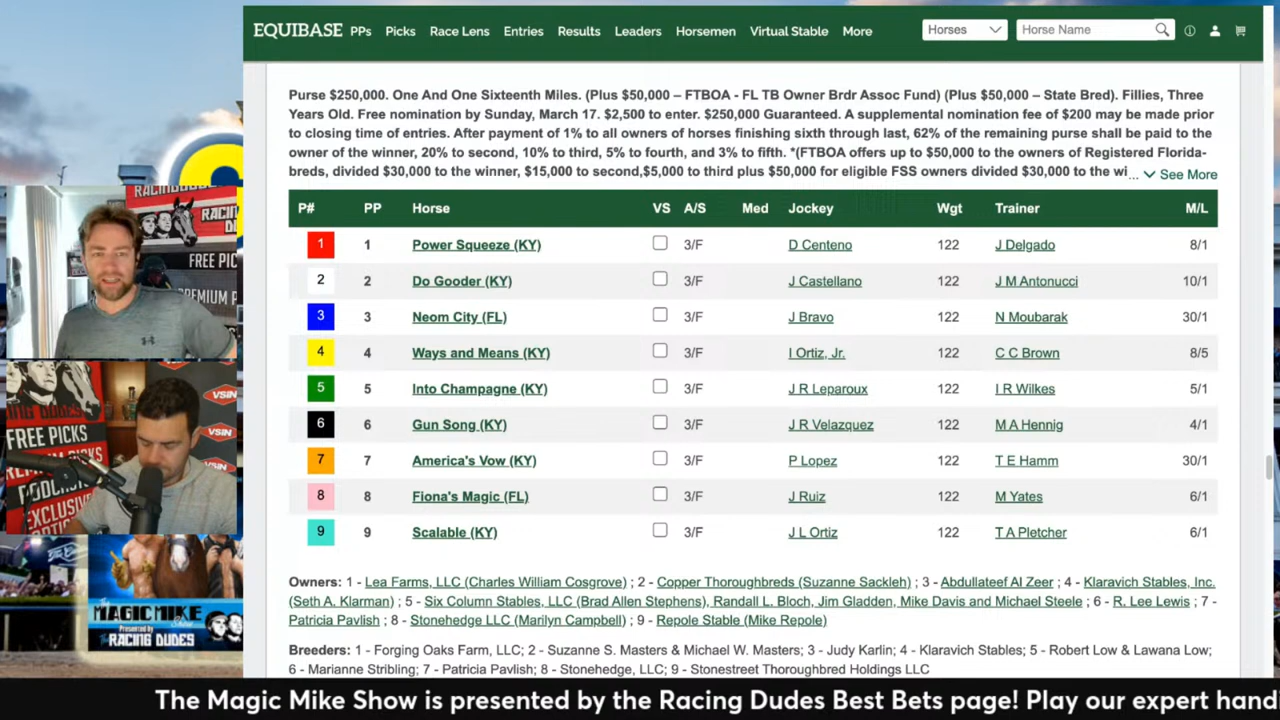 EQUIBASE PPs Picks Race Lens Entries Results Leaders Horsemen Virtual Stable More Horses Horse Name
Purse $250,000. One And One Sixteenth Miles. (Plus $50,000 – FTBOA - FL TB Owner Brdr Assoc Fund) (Plus $50,000 – State Bred). Fillies, Three
Years Old. Free nomination by Sunday, March 17. $2,500 to enter. $250,000 Guaranteed. A supplemental nomination fee of $200 may be made prior
to closing time of entries. After payment of 1% to all owners of horses finishing sixth through last, 62% of the remaining purse shall be paid to the
owner of the winner, 20% to second, 10% to third, 5% to fourth, and 3% to fifth. *(FTBOA offers up to $50,000 to the owners of Registered Florida-
breds, divided $30,000 to the winner, $15,000 to second,$5,000 to third plus $50,000 for eligible FSS owners divided $30,000 to the wi... See More
P# PP Horse VS A/S Med Jockey Wgt Trainer M/L
1 1 Power Squeeze (KY) 3/F D Centeno 122 J Delgado 8/1
2 2 Do Gooder (KY) 3/F J Castellano 122 J M Antonucci 10/1
3 3 Neom City (FL) 3/F J Bravo 122 N Moubarak 30/1
4 4 Ways and Means (KY) 3/F I Ortiz, Jr. 122 C C Brown 8/5
5 5 Into Champagne (KY) 3/F J R Leparoux 122 I R Wilkes 5/1
6 6 Gun Song (KY) 3/F J R Velazquez 122 M A Hennig 4/1
7 7 America's Vow (KY) 3/F P Lopez 122 T E Hamm 30/1
8 8 Fiona's Magic (FL) 3/F J Ruiz 122 M Yates 6/1
9 9 Scalable (KY) 3/F J L Ortiz 122 T A Pletcher 6/1
Owners: 1 - Lea Farms, LLC (Charles William Cosgrove) ; 2 - Copper Thoroughbreds (Suzanne Sackleh) ; 3 - Abdullateef Al Zeer ; 4 - Klaravich Stables, Inc.
(Seth A. Klarman) ; 5 - Six Column Stables, LLC (Brad Allen Stephens), Randall L. Bloch, Jim Gladden, Mike Davis and Michael Steele ; 6 - R. Lee Lewis ; 7 -
Patricia Pavlish ; 8 - Stonehedge LLC (Marilyn Campbell) ; 9 - Repole Stable (Mike Repole)
Breeders: 1 - Forging Oaks Farm, LLC; 2 - Suzanne S. Masters & Michael W. Masters; 3 - Judy Karlin; 4 - Klaravich Stables; 5 - Robert Low & Lawana Low;
6 - Marianne Stribling; 7 - Patricia Pavlish; 8 - Stonehedge, LLC; 9 - Stonestreet Thoroughbred Holdings LLC
RACING
FREE PICK
PREMIUM P
FREE PICKS
PREMIUM
PODCAST
EXCLUSIV
VSIN
VSIN
VSIN
THE
MAGIC MIKE
Show
Presented by the
RACING DUDES
The Magic Mike Show is presented by the Racing Dudes Best Bets page! Play our expert hand